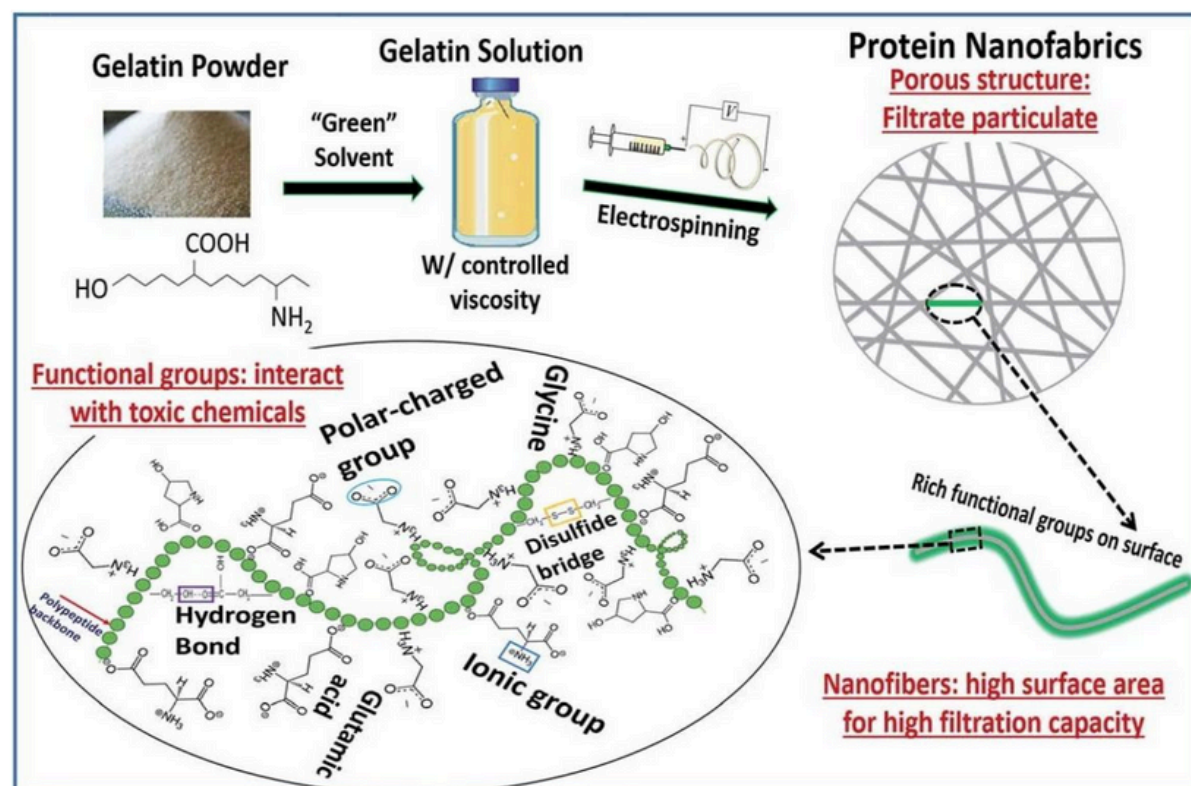 Gelatin Powder
Gelatin Solution
Protein Nanofabrics
Porous structure:
Filtrate particulate
"Green"
Solvent
V
+
-
Electrospinning
W/ controlled
viscosity
COOH
HO
NH2
Functional groups: interact
with toxic chemicals
Polar-charged
group
Glycine
Disulfide
bridge
Hydrogen
Bond
Polypeptide
backbone
Glutamic
acid
Ionic group
Rich functional groups on surface
Nanofibers: high surface area
for high filtration capacity